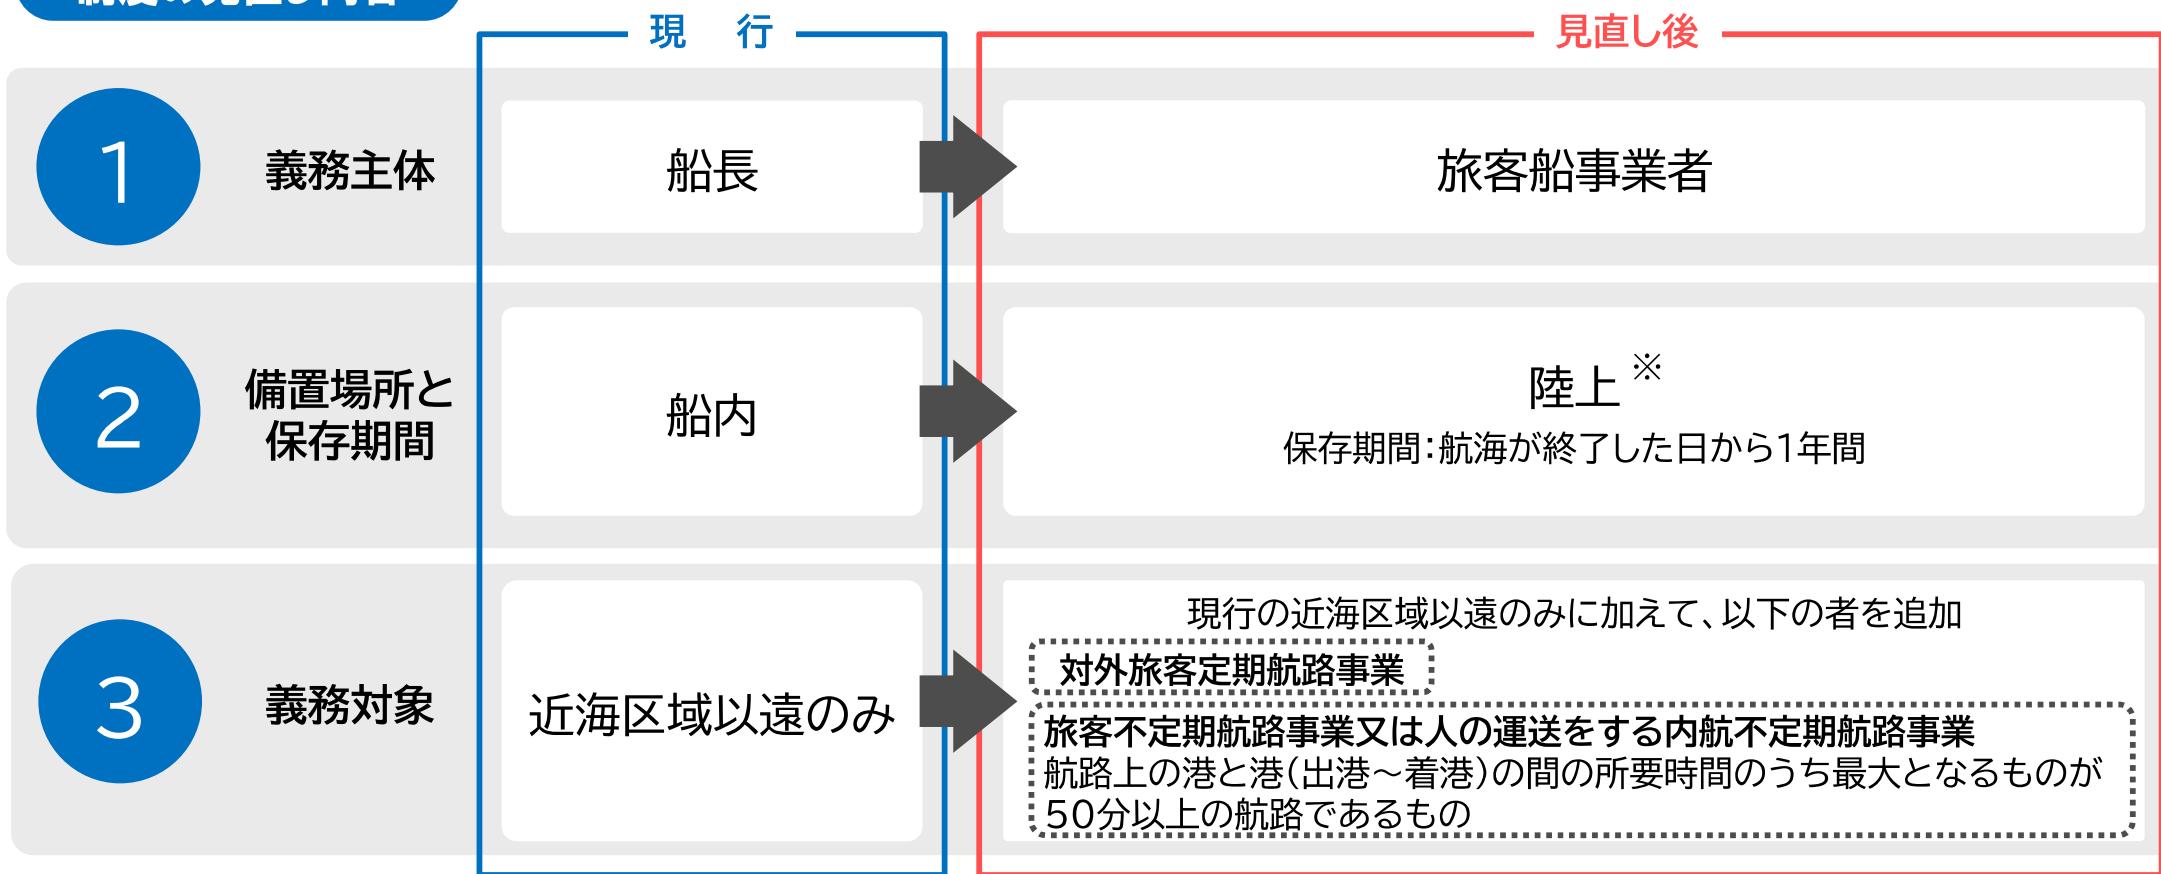 制度の見直し内容
現 行
見直し後
1
義務主体
船長
旅客船事業者
2
備置場所と
保存期間
船内
陸上※
保存期間：航海が終了した日から1年間
3
義務対象
近海区域以遠のみ
現行の近海区域以遠のみに加えて、以下の者を追加
対外旅客定期航路事業
旅客不定期航路事業又は人の運送をする内航不定期航路事業
航路上の港と港（出港～着港）の間の所要時間のうち最大となるものが
50分以上の航路であるもの